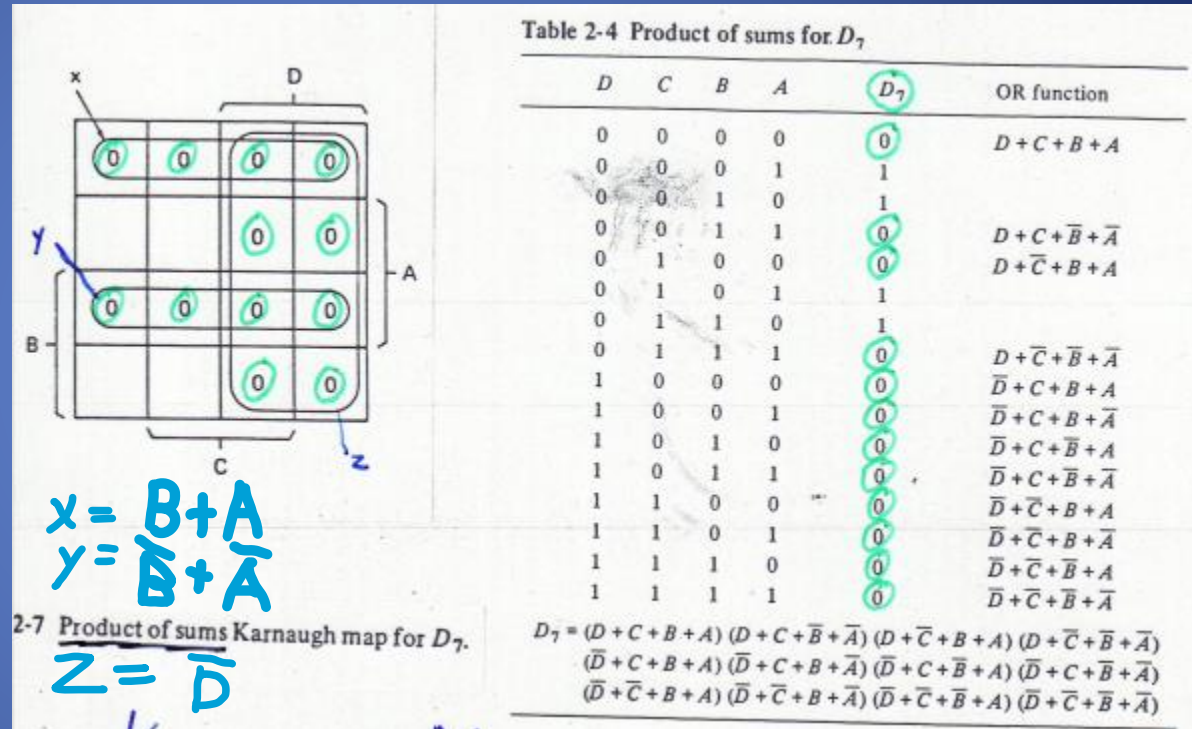 Table 2-4 Product of sums for D₇
D C B A D₇ OR function
0 0 0 0 0 D + C + B + A
0 0 0 1 1
0 0 1 0 1
0 0 1 1 0 D + C + B̅ + A̅
0 1 0 0 0 D + C̅ + B + A
0 1 0 1 1
0 1 1 0 1
0 1 1 1 0 D + C̅ + B̅ + A̅
1 0 0 0 0 D̅ + C + B + A
1 0 0 1 0 D̅ + C + B + A̅
1 0 1 0 0 D̅ + C + B̅ + A
1 0 1 1 0 D̅ + C + B̅ + A̅
1 1 0 0 0 D̅ + C̅ + B + A
1 1 0 1 0 D̅ + C̅ + B + A̅
1 1 1 0 0 D̅ + C̅ + B̅ + A
1 1 1 1 0 D̅ + C̅ + B̅ + A̅
D₇ = (D + C + B + A) (D + C + B̅ + A̅) (D + C̅ + B + A) (D + C̅ + B̅ + A̅)
(D̅ + C + B + A) (D̅ + C + B + A̅) (D̅ + C + B̅ + A) (D̅ + C + B̅ + A̅)
(D̅ + C̅ + B + A) (D̅ + C̅ + B + A̅) (D̅ + C̅ + B̅ + A) (D̅ + C̅ + B̅ + A̅)
x D
0 0 0 0
0 0
y
A
0 0 0 0
B
0 0
C
z
x = B+A
y = B̅+A̅
2-7 Product of sums Karnaugh map for D₇.
Z = D̅